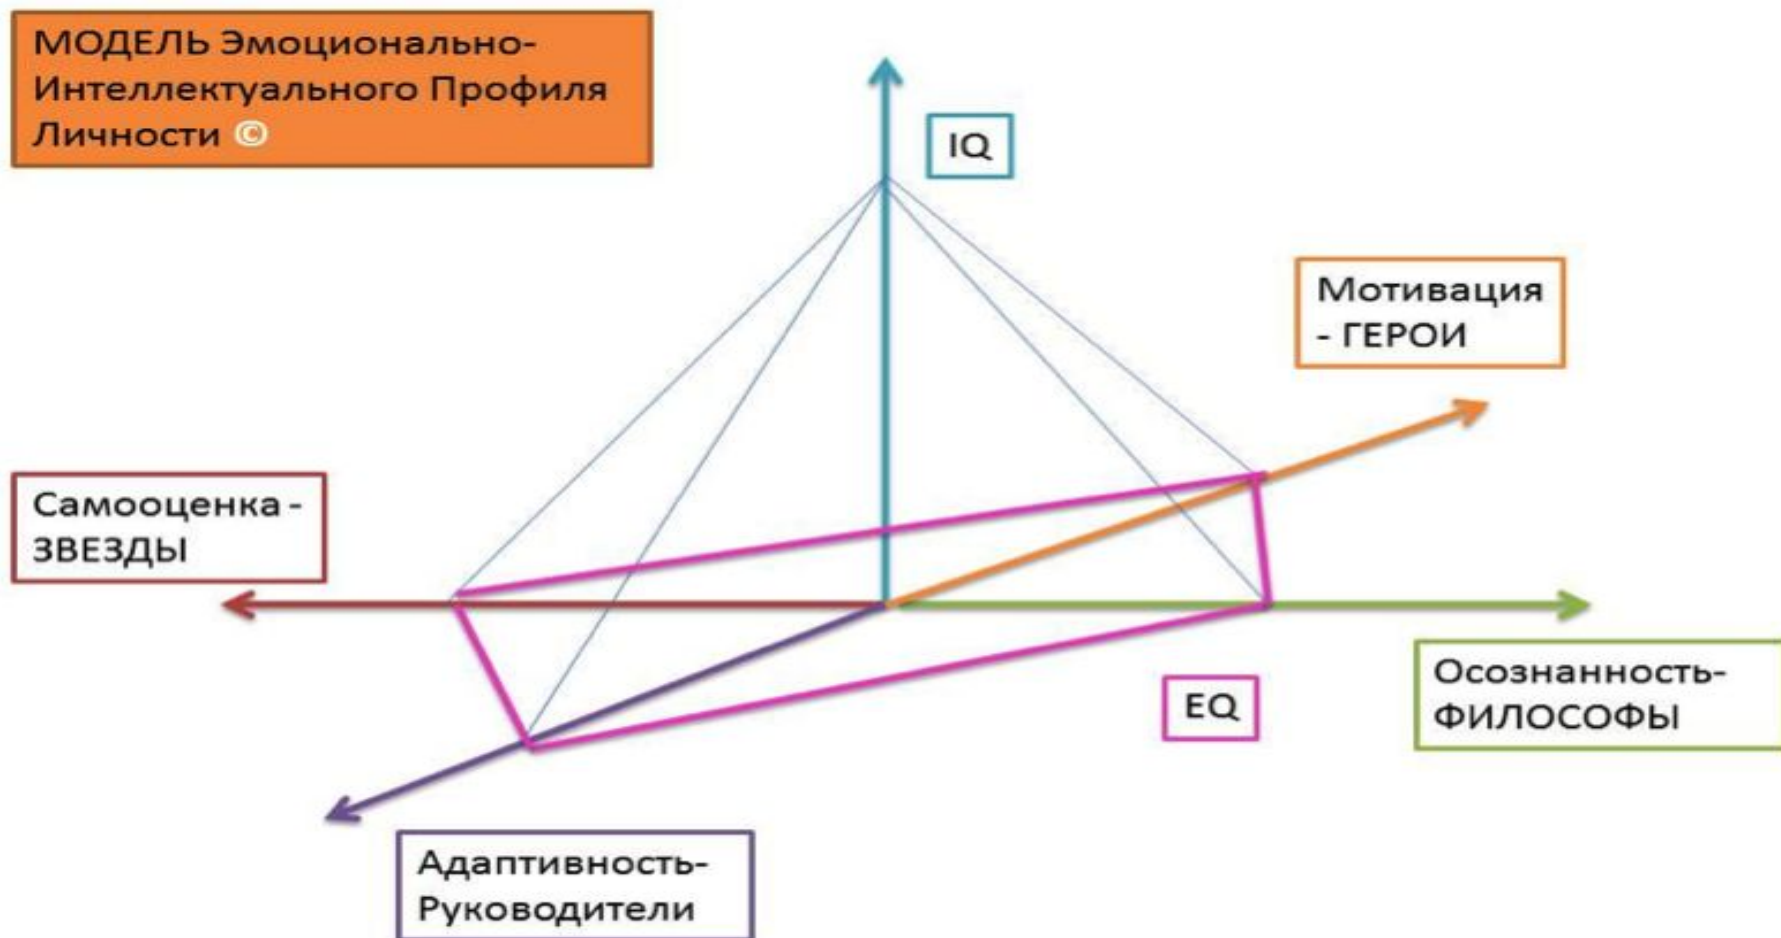 МОДЕЛЬ Эмоционально-
Интеллектуального Профиля
Личности ©
IQ
Мотивация
- ГЕРОИ
Самооценка -
ЗВЕЗДЫ
EQ
Осознанность-
ФИЛОСОФЫ
Адаптивность-
Руководители